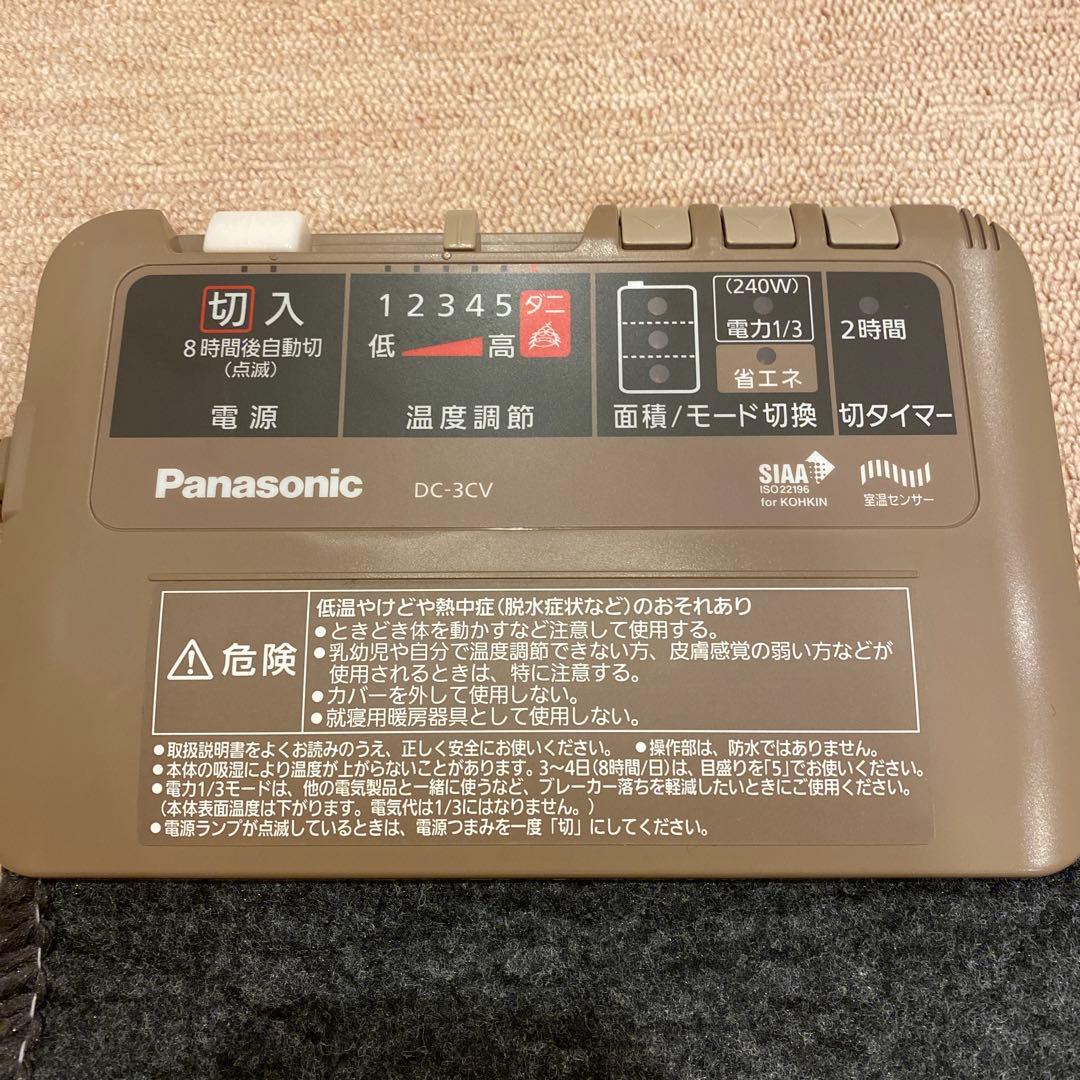 切 入
8時間後自動切
(点滅)
電源
1 2 3 4 5 ダニ
低 高
温度調節
(240W)
電力1/3
省エネ
面積/モード切換
2時間
切タイマー
Panasonic
DC-3CV
SIAA
ISO22196
for KOHKIN
室温センサー
危険
低温やけどや熱中症(脱水症状など)のおそれあり
●ときどき体を動かすなど注意して使用する。
●乳幼児や自分で温度調節できない方、皮膚感覚の弱い方などが
使用されるときは、特に注意する。
●カバーを外して使用しない。
●就寝用暖房器具として使用しない。
●取扱説明書をよくお読みのうえ、正しく安全にお使いください。 ●操作部は、防水ではありません。
●本体の吸湿により温度が上がらないことがあります。3〜4日(8時間/日)は、目盛りを「5」でお使いください。
●電力1/3モードは、他の電気製品と一緒に使うなど、ブレーカー落ちを軽減したいときにご使用ください。
(本体表面温度は下がります。電気代は1/3にはなりません。)
●電源ランプが点滅しているときは、電源つまみを一度「切」にしてください。